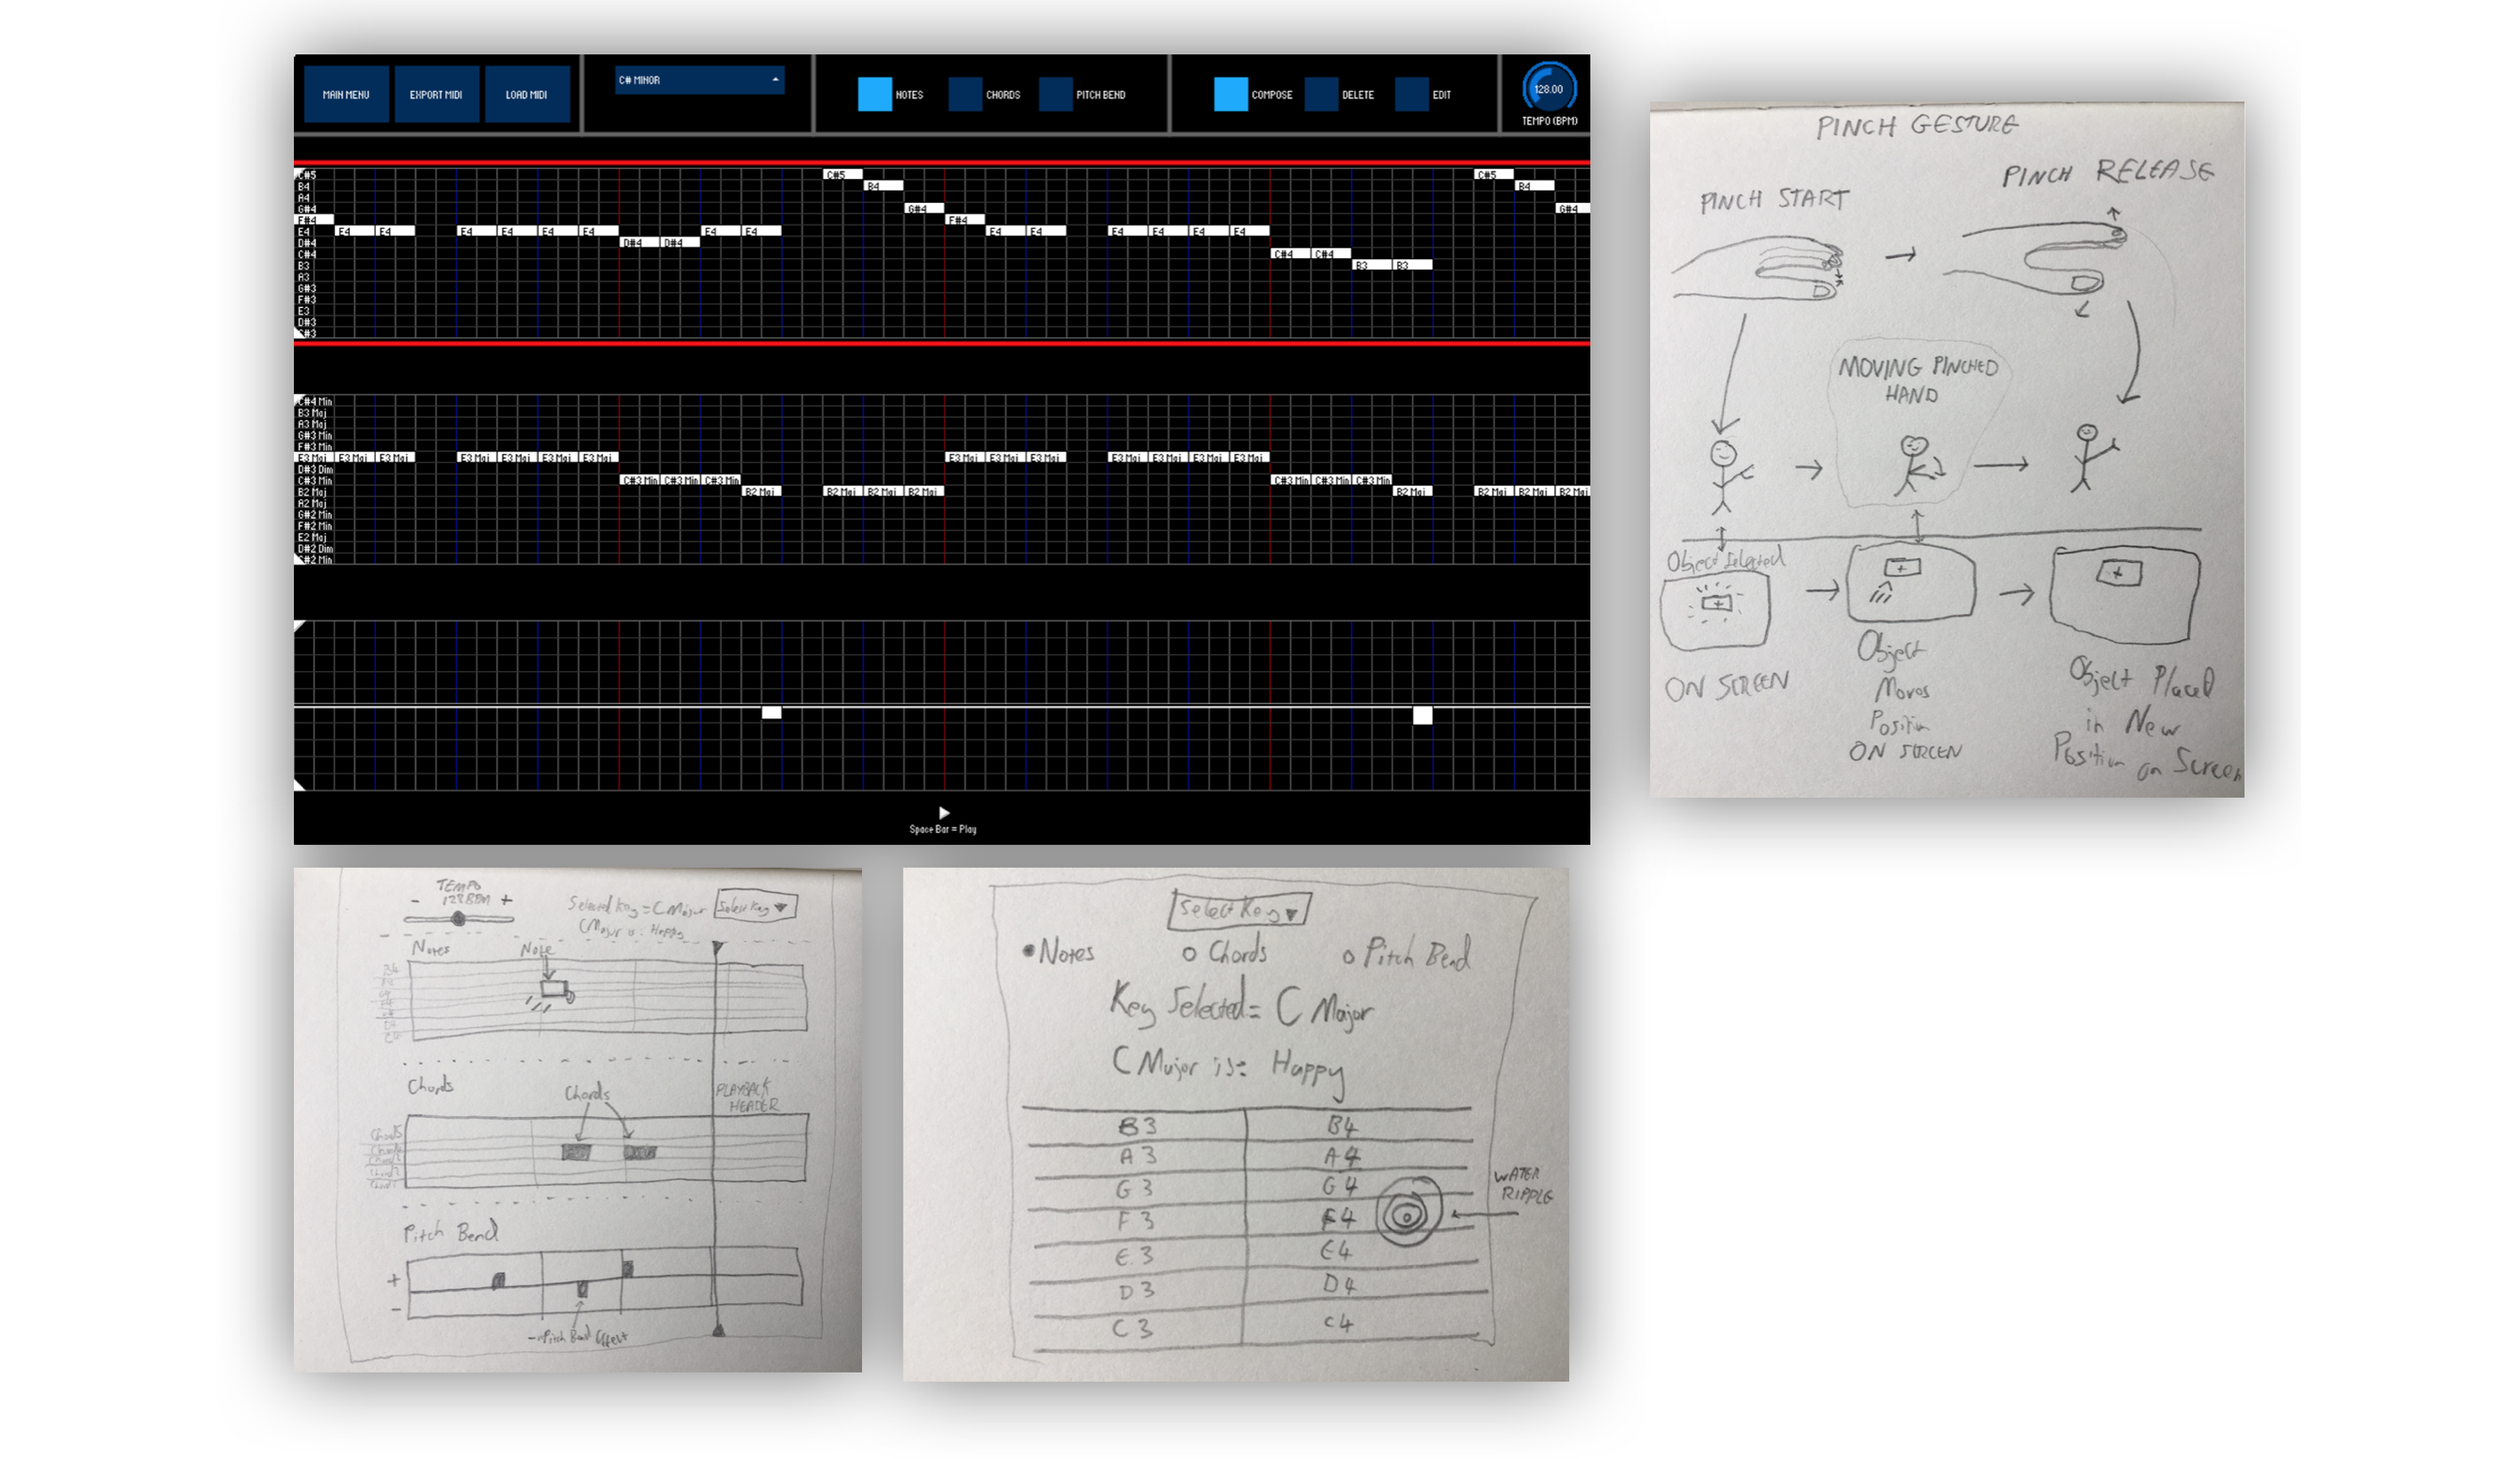 MAIN MENU
EXPORT MIDI
LOAD MIDI
C# MINOR
NOTES
CHORDS
PITCH BEND
COMPOSE
DELETE
EDIT
128.00
TEMPO (BPM)
C#5
C#5
C#5
B4
B4
B4
A4
G#4
G#4
G#4
F#4
F#4
E4 E4 E4 E4 E4 E4 E4 E4 E4 E4 E4 E4 E4 E4 E4
D#4 D#4 D#4
C#4 C#4 C#4
B3 B3 B3
A3
G#3
F#3
E3
D#3
C#3
C#4 Min
B3 Maj
A3 Maj
G#3 Min
F#3 Min
E3 Maj E3 Maj E3 Maj E3 Maj E3 Maj E3 Maj E3 Maj E3 Maj E3 Maj E3 Maj E3 Maj E3 Maj E3 Maj E3 Maj
D#3 Dim
C#3 Min C#3 Min C#3 Min C#3 Min C#3 Min C#3 Min C#3 Min
B2 Maj B2 Maj B2 Maj B2 Maj B2 Maj B2 Maj B2 Maj B2 Maj B2 Maj
A2 Maj
G#2 Min
F#2 Min
E2 Maj
D#2 Dim
C#2 Min
Space Bar = Play
PINCH GESTURE
PINCH START
PINCH RELEASE
MOVING PINCHED
HAND
Object Selected
ON SCREEN
Object
Moves
Position
ON SCREEN
Object Placed
in New
Position on Screen
TEMPO
- +
Selected Key = C Major
Select Key
C Major is: Happy
Notes
Note
Chords
Chords
PLAYBACK
HEADER
Pitch Bend
+
-
- Pitch Bend Effect
Select Key
Notes
Chords
Pitch Bend
Key Selected = C Major
C Major is: Happy
B3 B4
A3 A4
G3 G4
F3 F4
E3 E4
D3 D4
C3 C4
WATER
RIPPLE